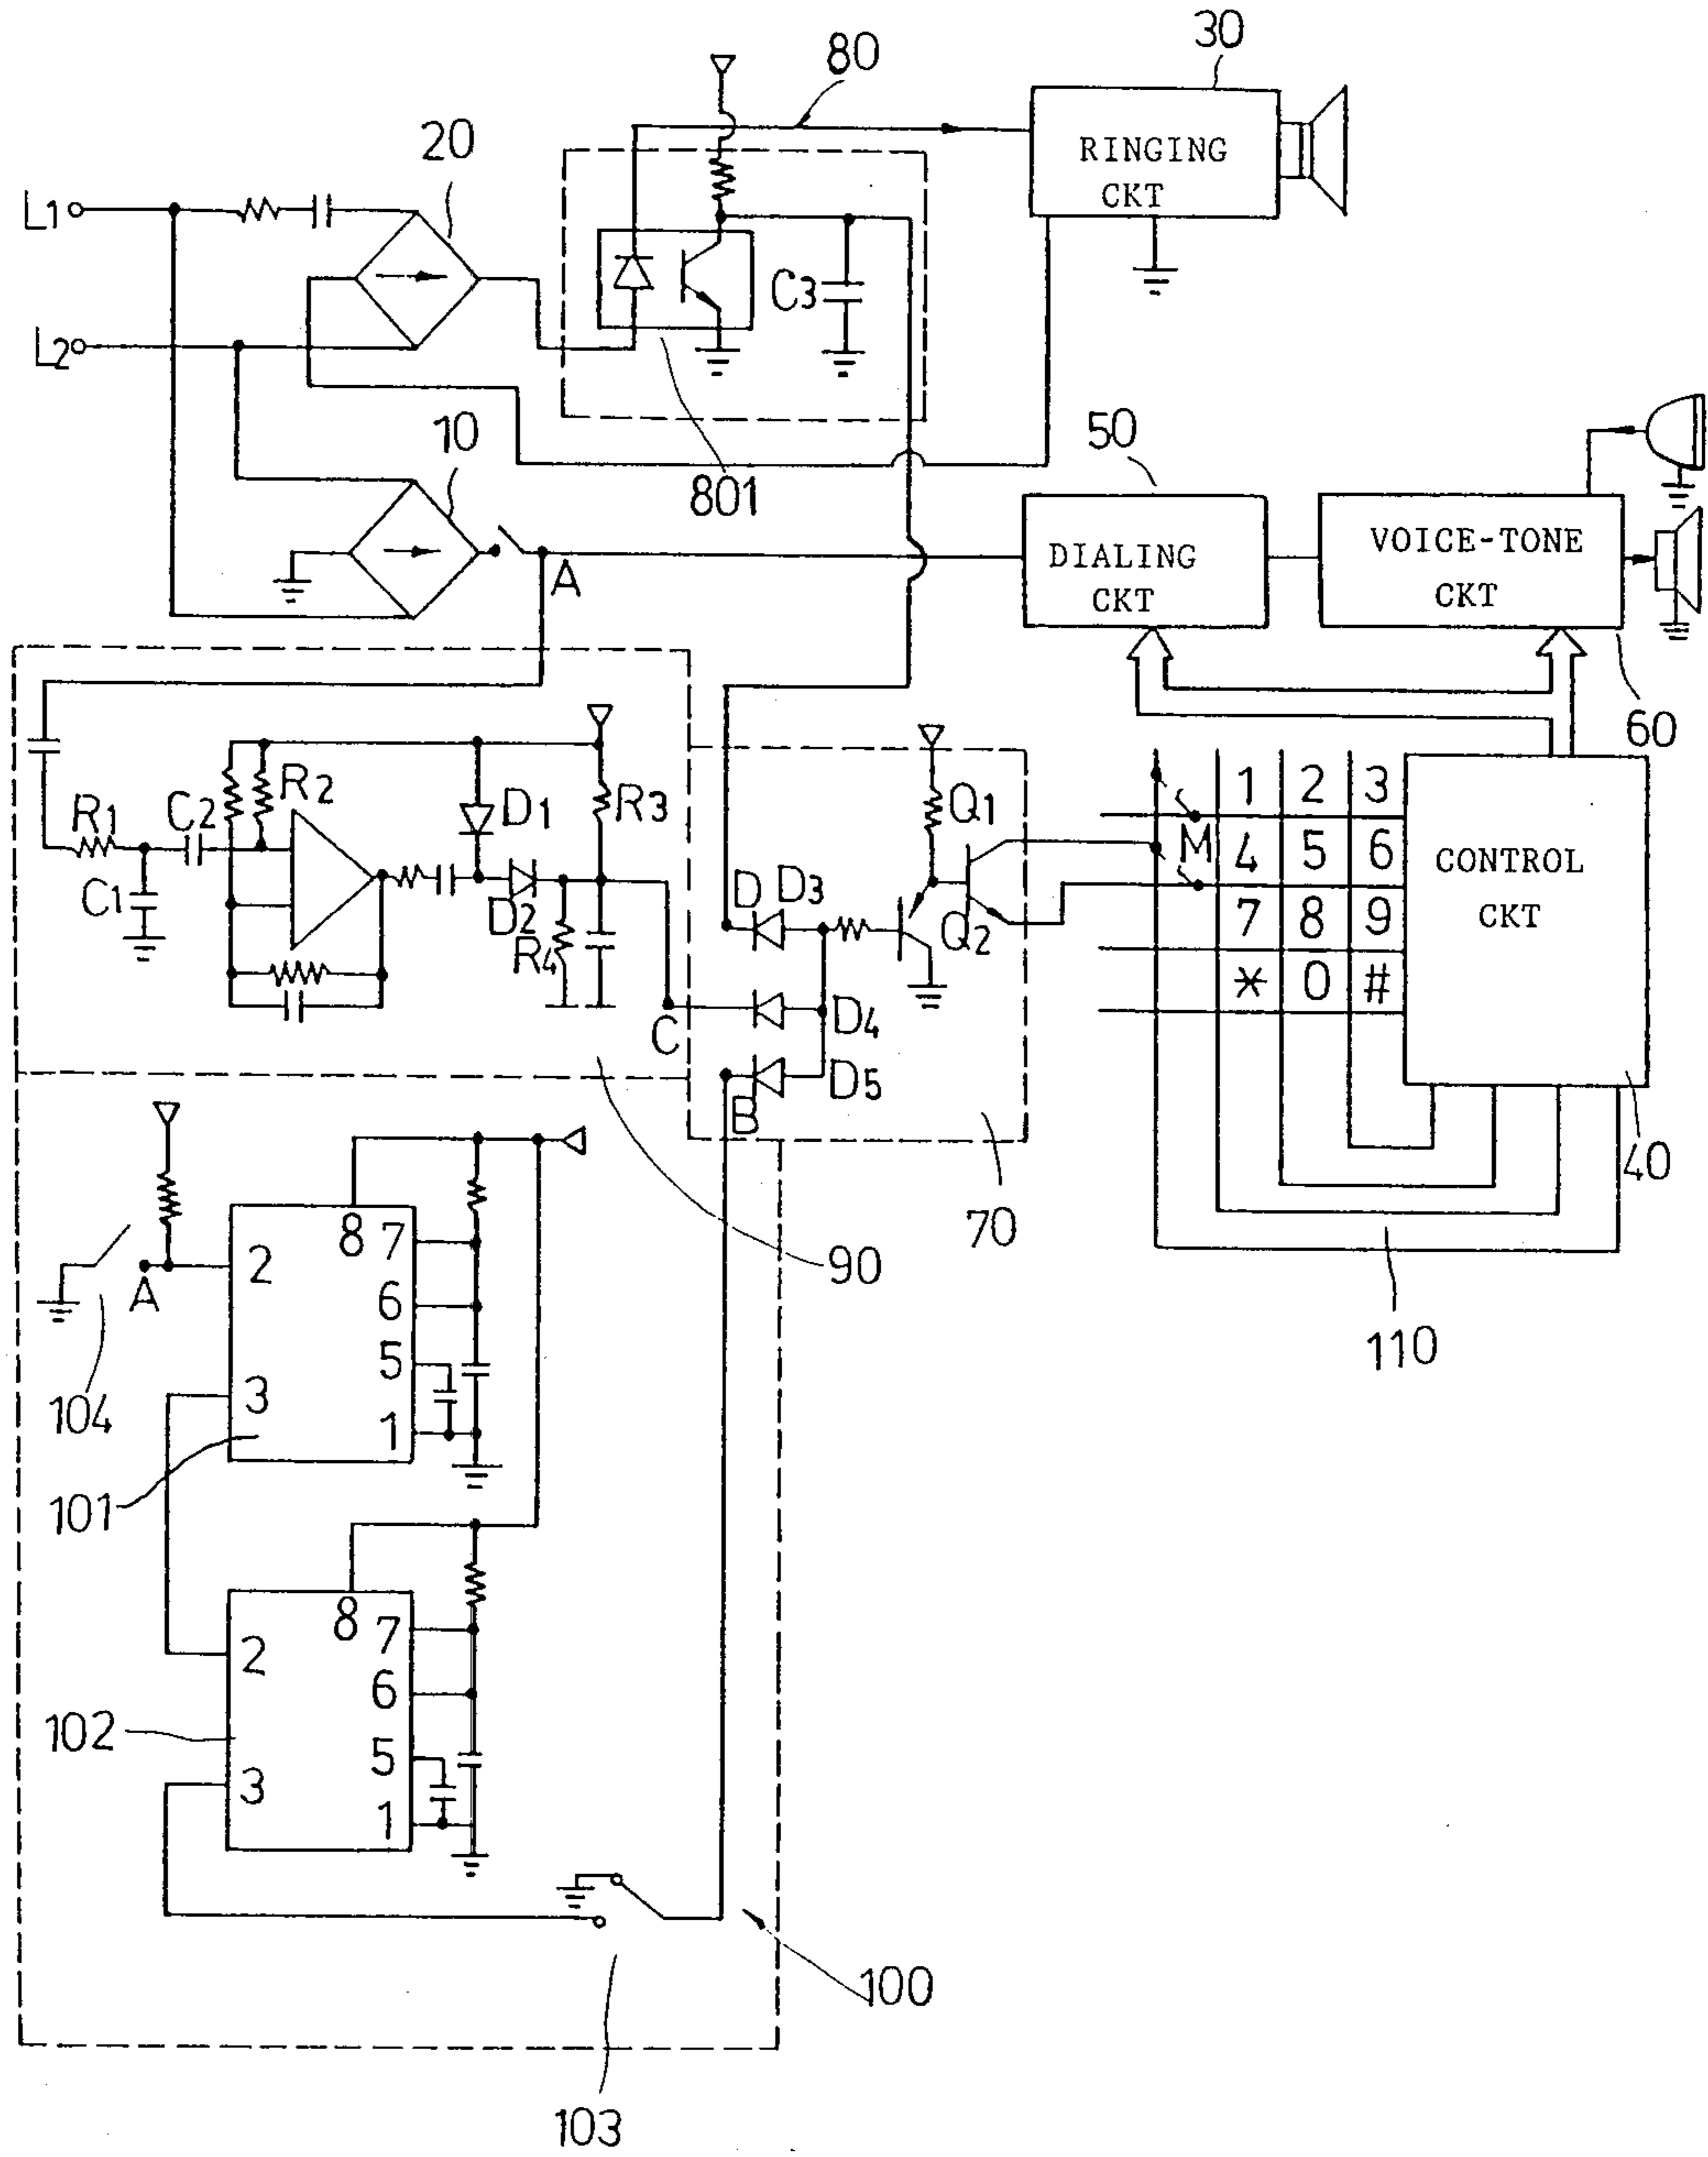 30
80
20
RINGING
CKT
L1
L2
C3
10
50
801
A
DIALING
CKT
VOICE-TONE
CKT
60
R2
R1
C2
D1
R3
C1
D2
R4
Q1
Q2
D
D3
C
D4
B
D5
1 2 3
M
4 5 6
7 8 9
* 0 #
CONTROL
CKT
40
70
90
110
8
7
2
6
A
5
3
1
104
101
8
7
2
6
102
5
3
1
100
103